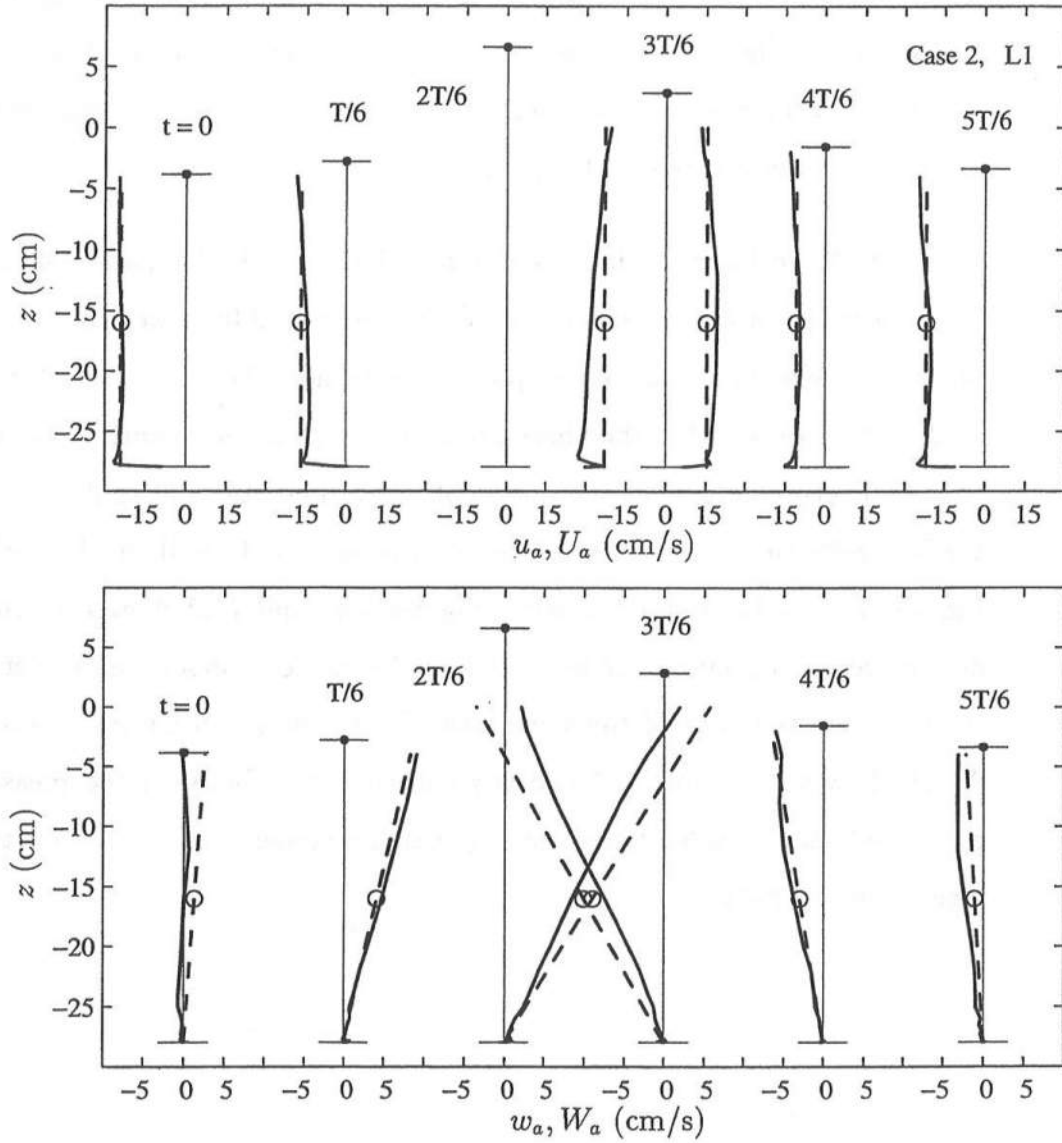 3T/6
Case 2, L1
5
2T/6
4T/6
T/6
5T/6
t = 0
0
−5
−10
z (cm)
−15
−20
−25
−15 0 15 −15 0 15 −15 0 15 −15 0 15 −15 0 15 −15 0 15
u_a, U_a (cm/s)
3T/6
5
2T/6
4T/6
T/6
5T/6
t=0
0
−5
−10
z (cm)
−15
−20
−25
−5 0 5 −5 0 5 −5 0 5 −5 0 5 −5 0 5 −5 0 5
w_a, W_a (cm/s)